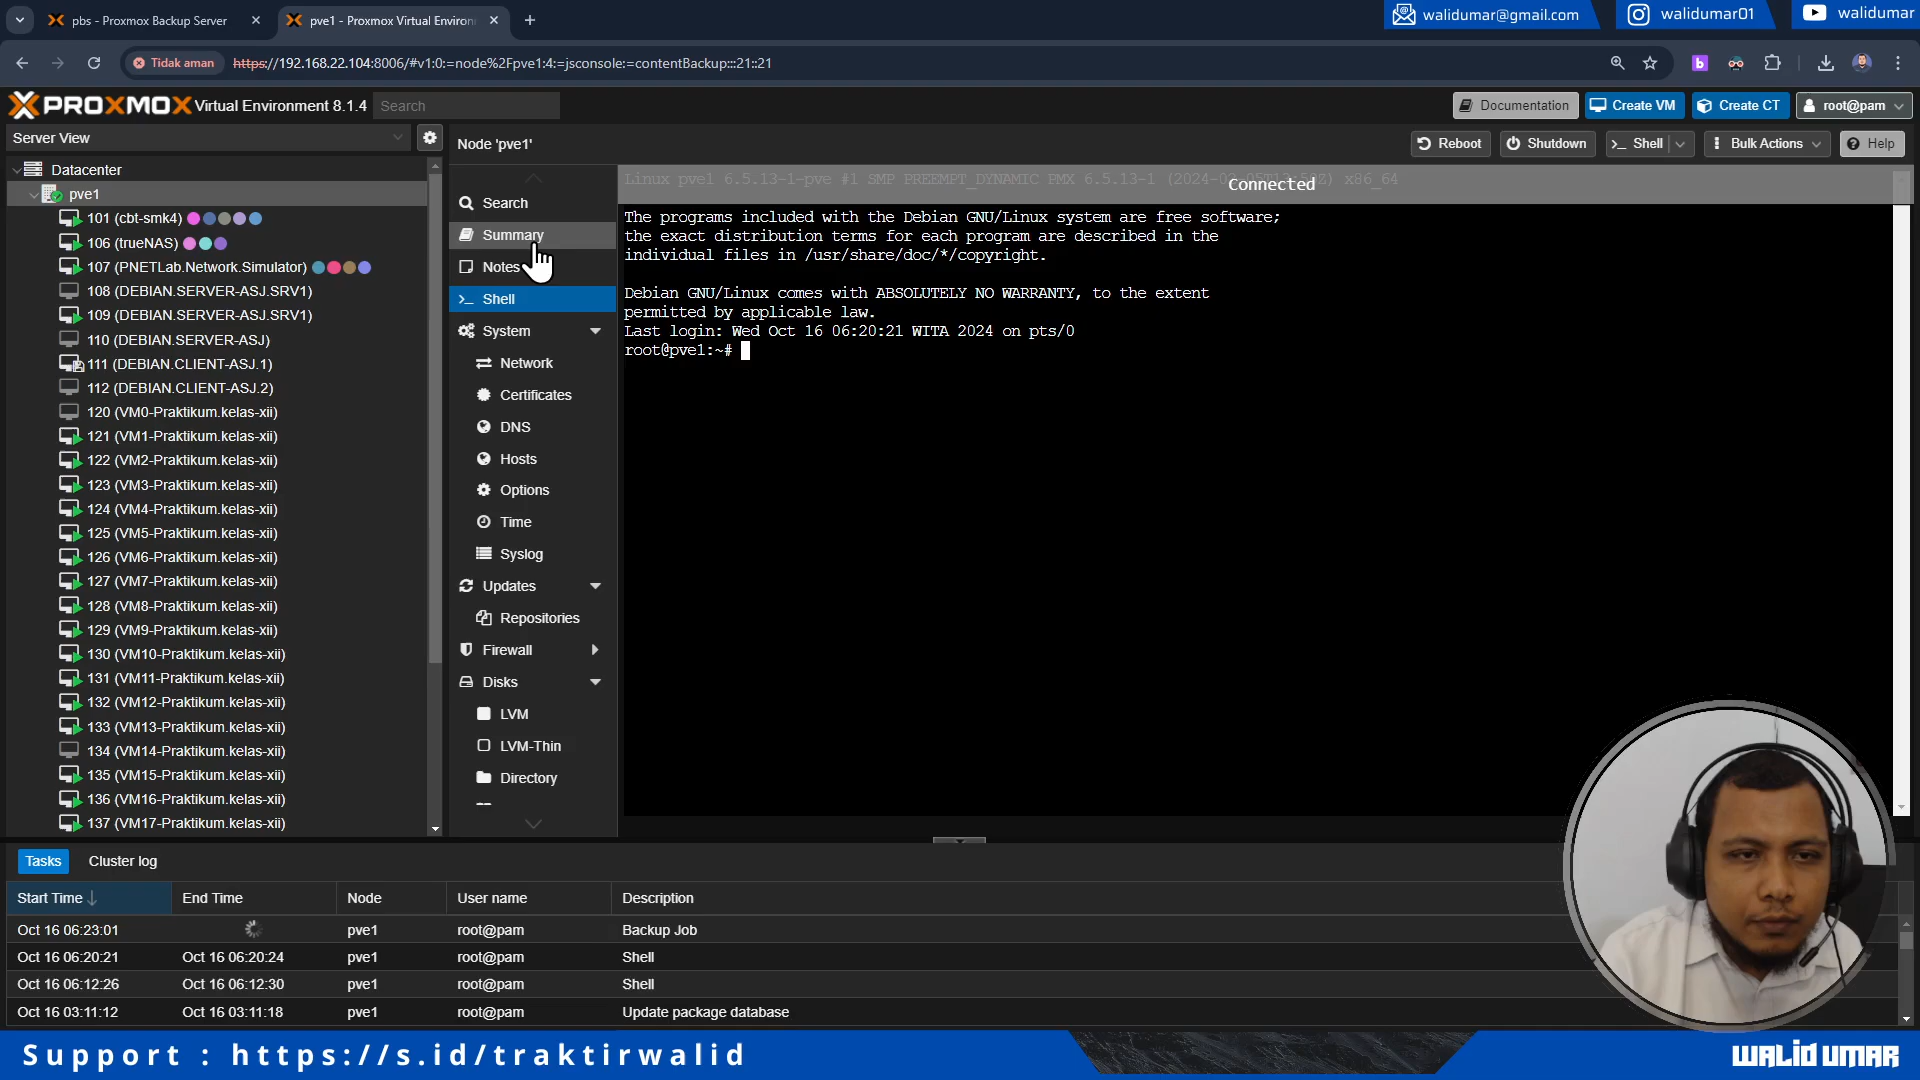 pbs - Proxmox Backup Server
pve1 - Proxmox Virtual Environ
walidumar@gmail.com
walidumar01
walidumar
Tidak aman
https://192.168.22.104:8006/#v1:0:=node%2Fpve1:4:=jsconsole:=contentBackup:::21::21
PROXMOX Virtual Environment 8.1.4
Search
Documentation
Create VM
Create CT
root@pam
Server View
Node 'pve1'
Reboot
Shutdown
Shell
Bulk Actions
Help
Datacenter
pve1
101 (cbt-smk4)
106 (trueNAS)
107 (PNETLab.Network.Simulator)
108 (DEBIAN.SERVER-ASJ.SRV1)
109 (DEBIAN.SERVER-ASJ.SRV1)
110 (DEBIAN.SERVER-ASJ)
111 (DEBIAN.CLIENT-ASJ.1)
112 (DEBIAN.CLIENT-ASJ.2)
120 (VM0-Praktikum.kelas-xii)
121 (VM1-Praktikum.kelas-xii)
122 (VM2-Praktikum.kelas-xii)
123 (VM3-Praktikum.kelas-xii)
124 (VM4-Praktikum.kelas-xii)
125 (VM5-Praktikum.kelas-xii)
126 (VM6-Praktikum.kelas-xii)
127 (VM7-Praktikum.kelas-xii)
128 (VM8-Praktikum.kelas-xii)
129 (VM9-Praktikum.kelas-xii)
130 (VM10-Praktikum.kelas-xii)
131 (VM11-Praktikum.kelas-xii)
132 (VM12-Praktikum.kelas-xii)
133 (VM13-Praktikum.kelas-xii)
134 (VM14-Praktikum.kelas-xii)
135 (VM15-Praktikum.kelas-xii)
136 (VM16-Praktikum.kelas-xii)
137 (VM17-Praktikum.kelas-xii)
Search
Summary
Notes
Shell
System
Network
Certificates
DNS
Hosts
Options
Time
Syslog
Updates
Repositories
Firewall
Disks
LVM
LVM-Thin
Directory
Linux pve1 6.5.13-1-pve #1 SMP PREEMPT_DYNAMIC PMX 6.5.13-1 x86_64
Connected
The programs included with the Debian GNU/Linux system are free software;
the exact distribution terms for each program are described in the
individual files in /usr/share/doc/*/copyright.
Debian GNU/Linux comes with ABSOLUTELY NO WARRANTY, to the extent
permitted by applicable law.
Last login: Wed Oct 16 06:20:21 WITA 2024 on pts/0
root@pve1:~#
Tasks
Cluster log
Start Time End Time Node User name Description
Oct 16 06:23:01 pve1 root@pam Backup Job
Oct 16 06:20:21 Oct 16 06:20:24 pve1 root@pam Shell
Oct 16 06:12:26 Oct 16 06:12:30 pve1 root@pam Shell
Oct 16 03:11:12 Oct 16 03:11:18 pve1 root@pam Update package database
Support : https://s.id/traktirwalid
WALID UMAR